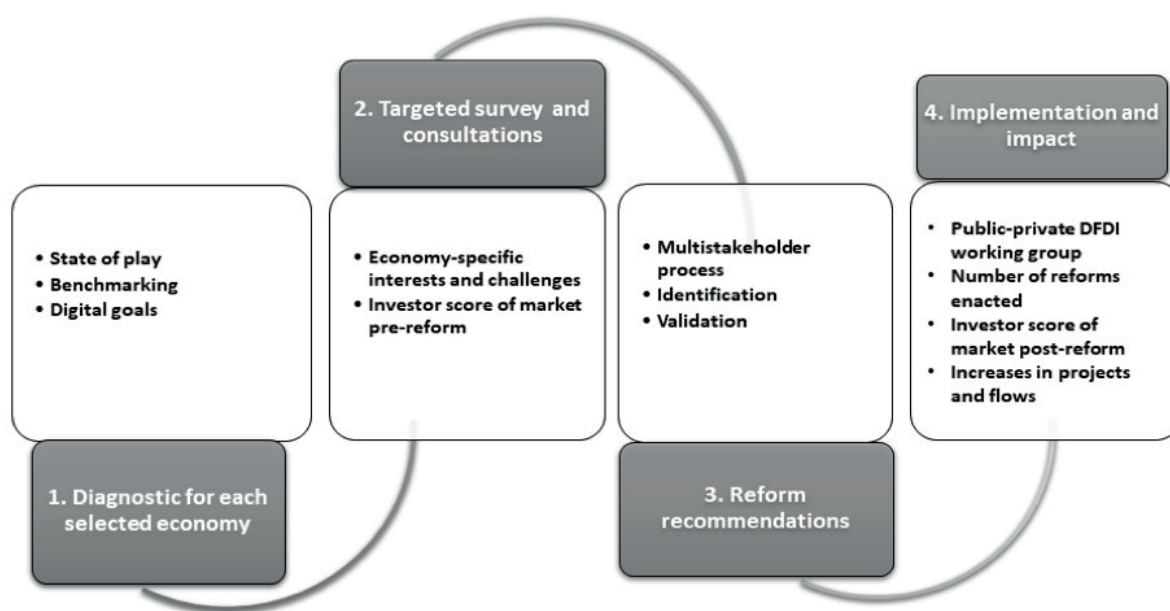 1. Diagnostic for each
selected economy
• State of play
• Benchmarking
• Digital goals
2. Targeted survey and
consultations
• Economy-specific
interests and challenges
• Investor score of market
pre-reform
3. Reform
recommendations
• Multistakeholder
process
• Identification
• Validation
4. Implementation and
impact
• Public-private DFDI
working group
• Number of reforms
enacted
• Investor score of
market post-reform
• Increases in projects
and flows